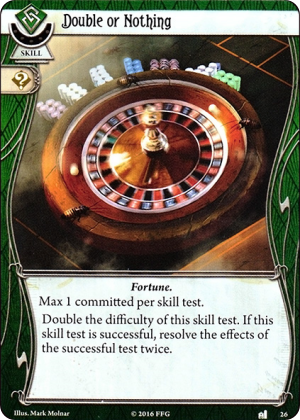 Double or Nothing
SKILL
?
Fortune.
Max 1 committed per skill test.
Double the difficulty of this skill test. If this
skill test is successful, resolve the effects of
the successful test twice.
Illus. Mark Molnar
© 2016 FFG
26